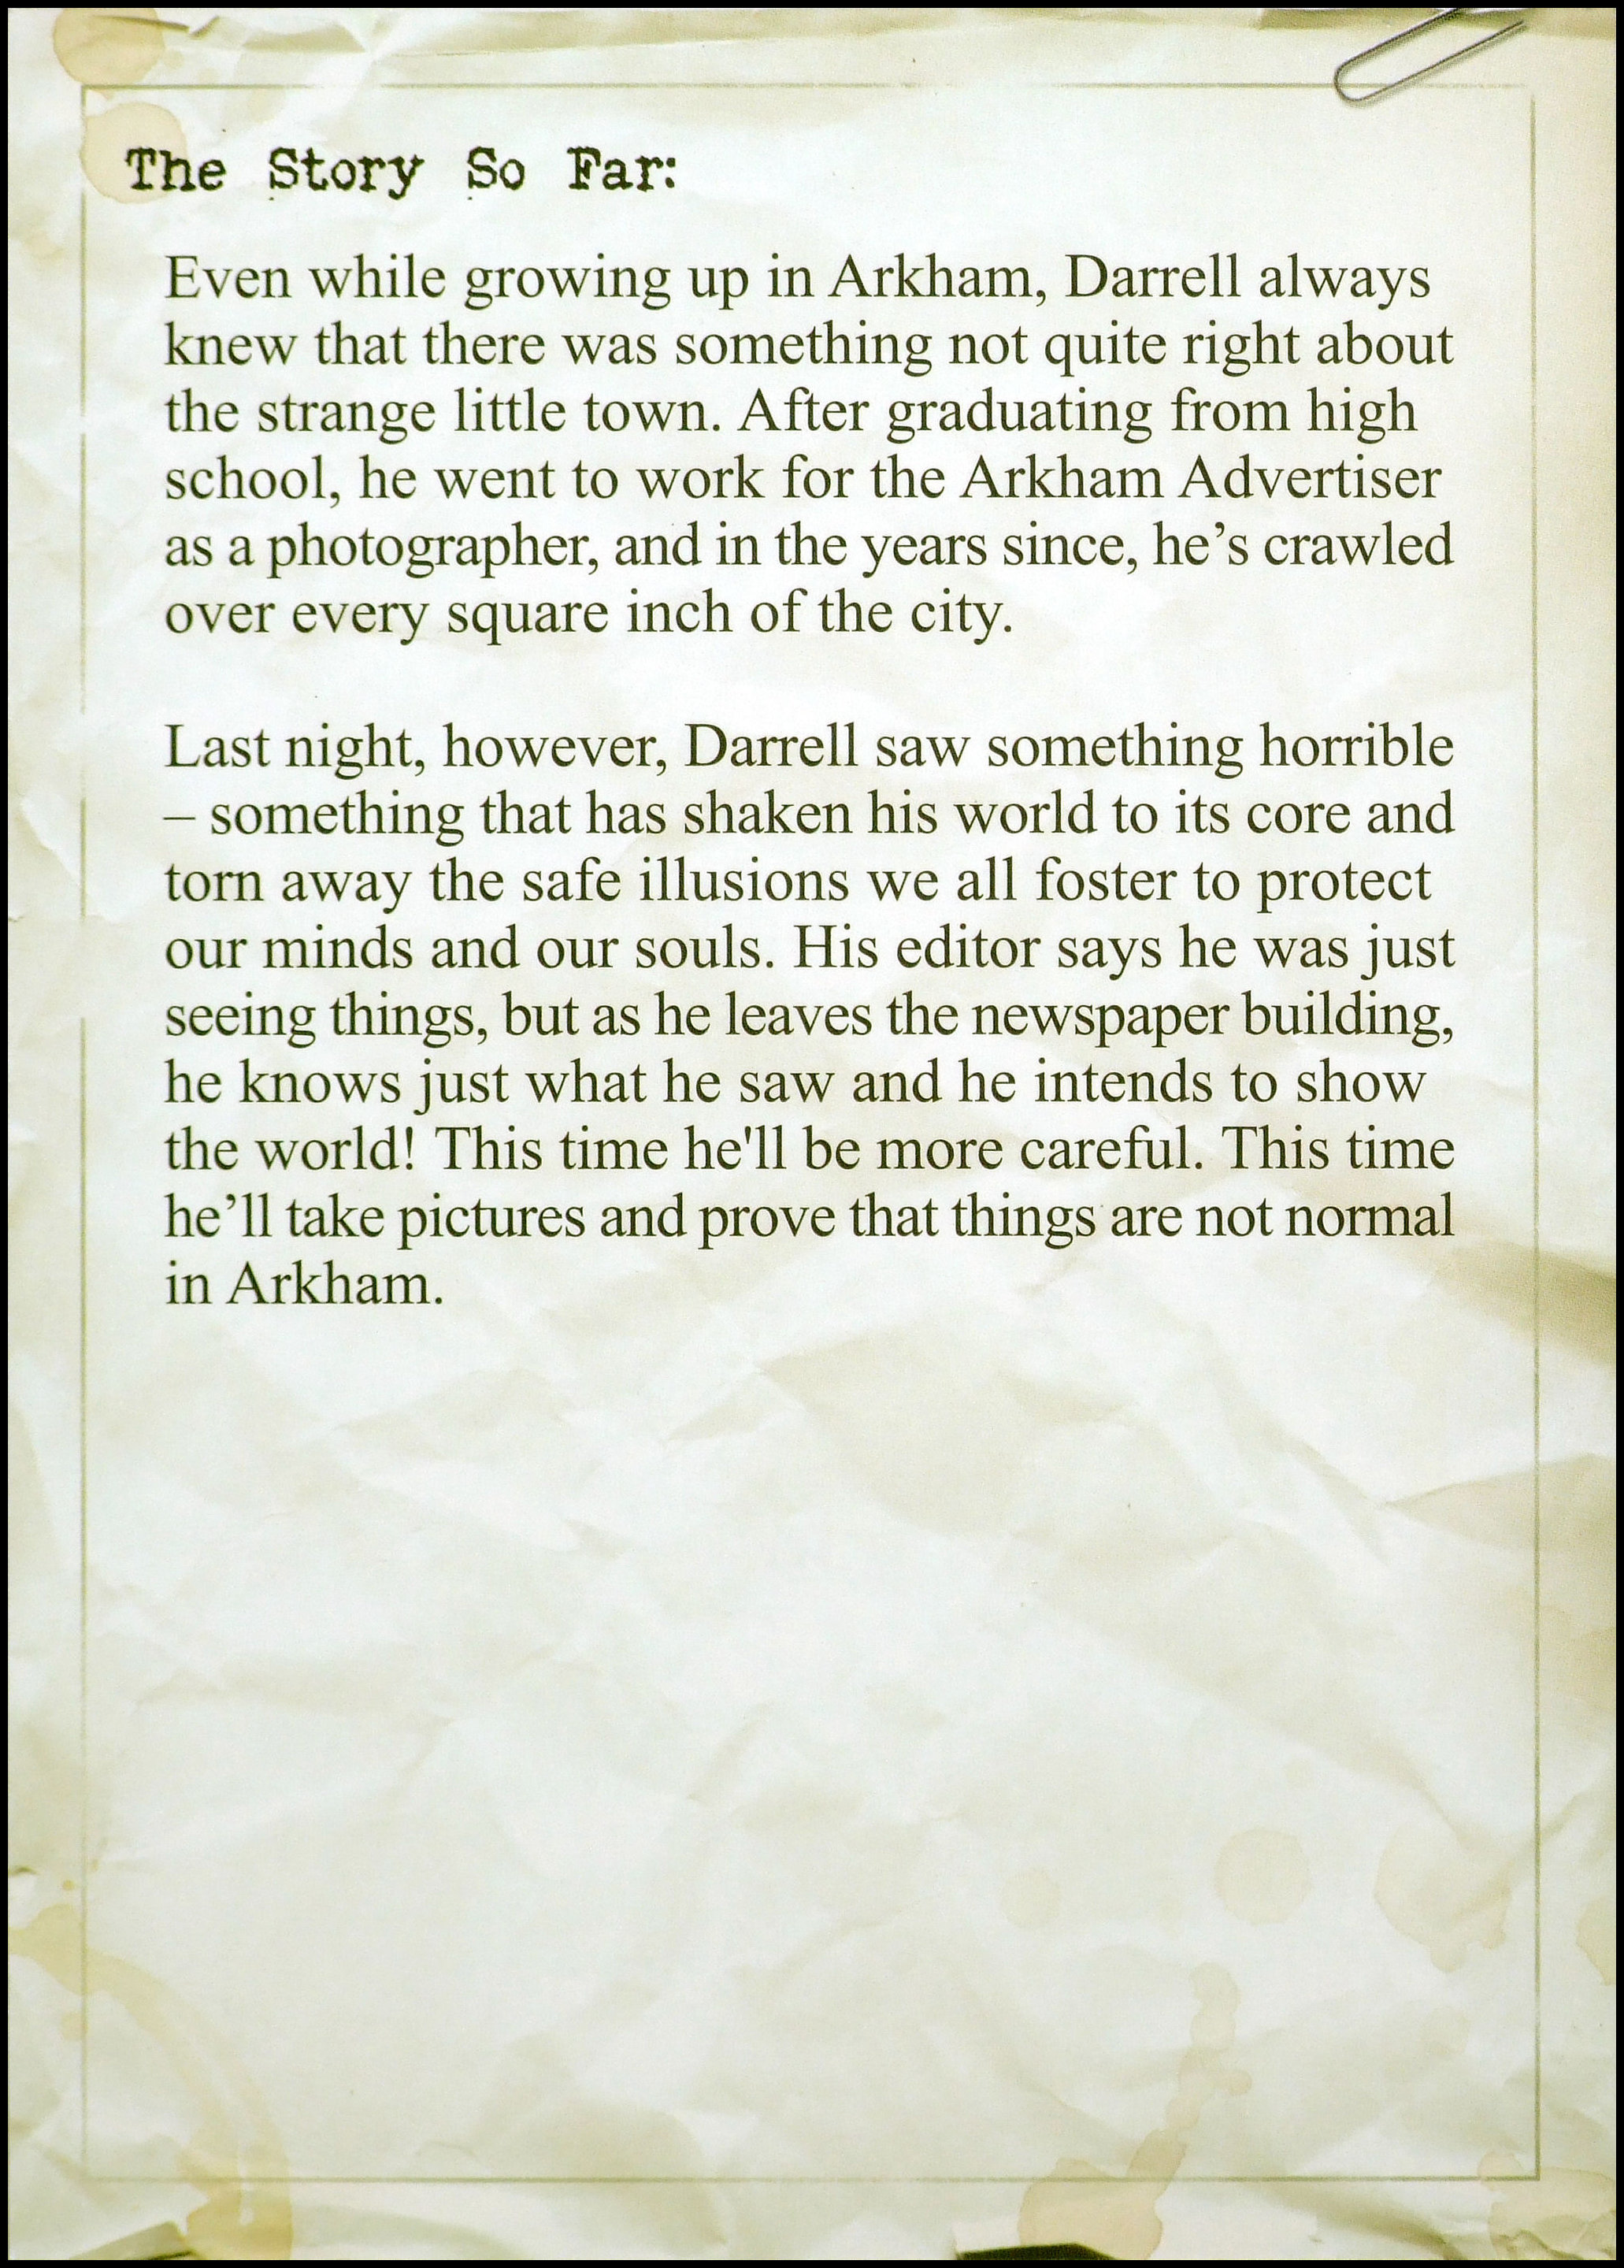 The Story So Far:
Even while growing up in Arkham, Darrell always
knew that there was something not quite right about
the strange little town. After graduating from high
school, he went to work for the Arkham Advertiser
as a photographer, and in the years since, he’s crawled
over every square inch of the city.
Last night, however, Darrell saw something horrible
– something that has shaken his world to its core and
torn away the safe illusions we all foster to protect
our minds and our souls. His editor says he was just
seeing things, but as he leaves the newspaper building,
he knows just what he saw and he intends to show
the world! This time he'll be more careful. This time
he’ll take pictures and prove that things are not normal
in Arkham.